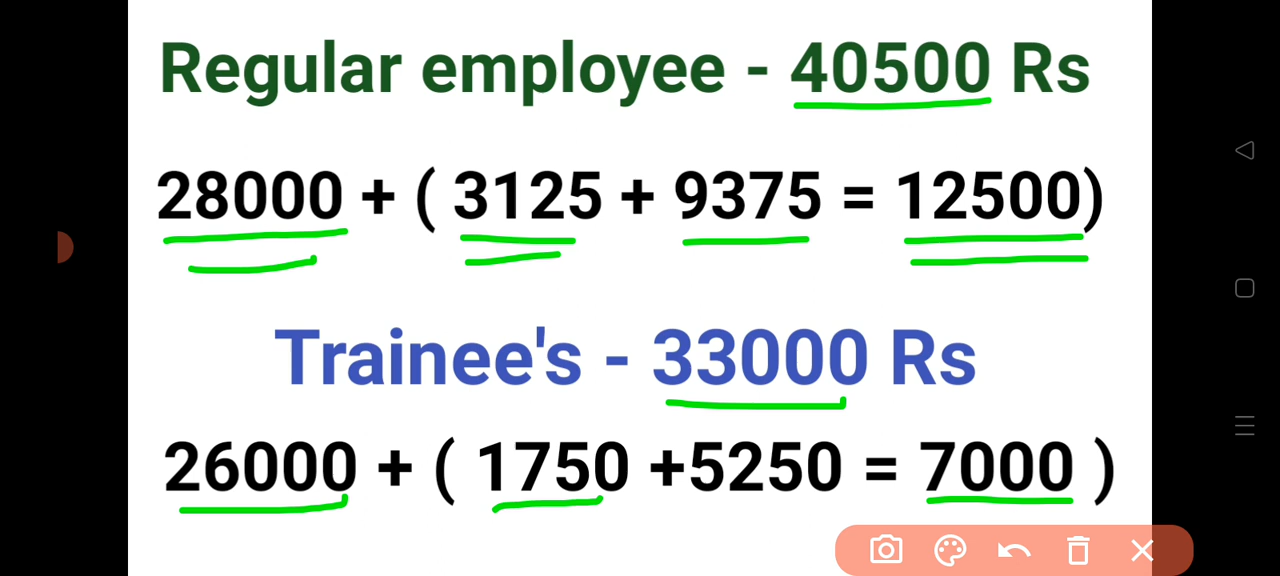 Regular employee - 40500 Rs
28000 + ( 3125 + 9375 = 12500)
Trainee's - 33000 Rs
26000 + ( 1750 +5250 = 7000 )